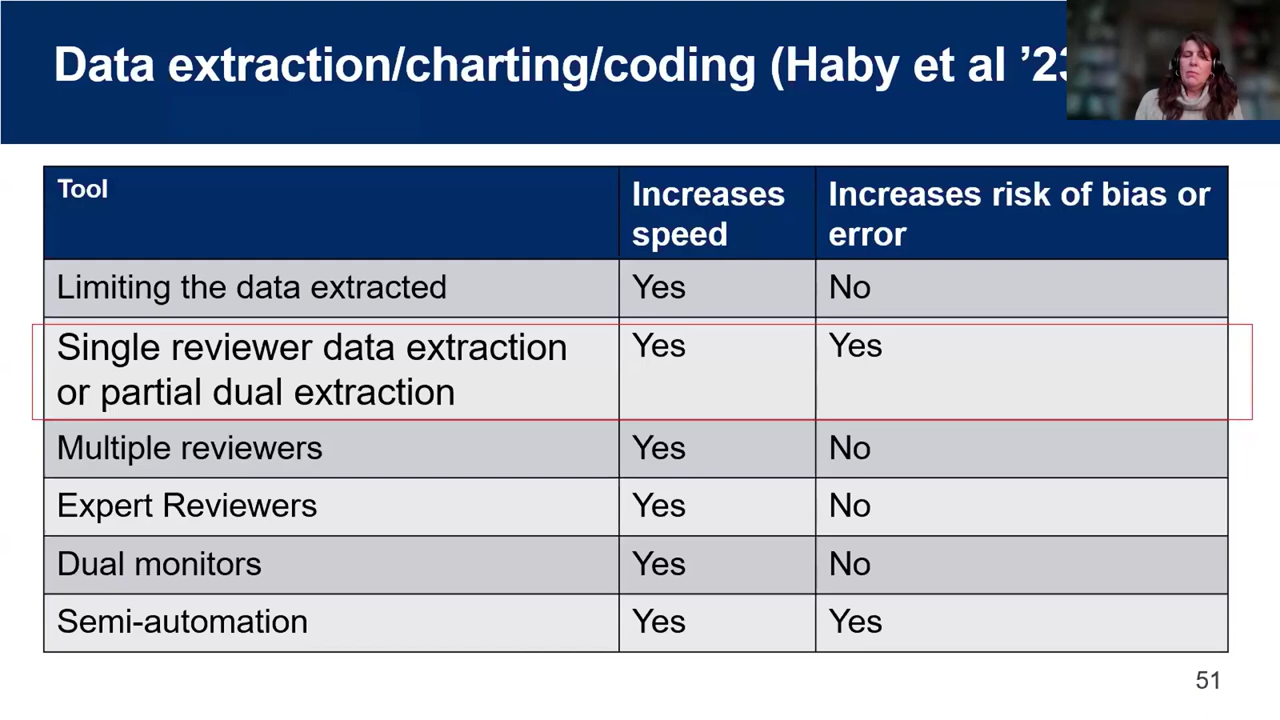 Data extraction/charting/coding (Haby et al ’23
Tool
Increases speed
Increases risk of bias or error
Limiting the data extracted
Yes
No
Single reviewer data extraction
or partial dual extraction
Yes
Yes
Multiple reviewers
Yes
No
Expert Reviewers
Yes
No
Dual monitors
Yes
No
Semi-automation
Yes
Yes
51